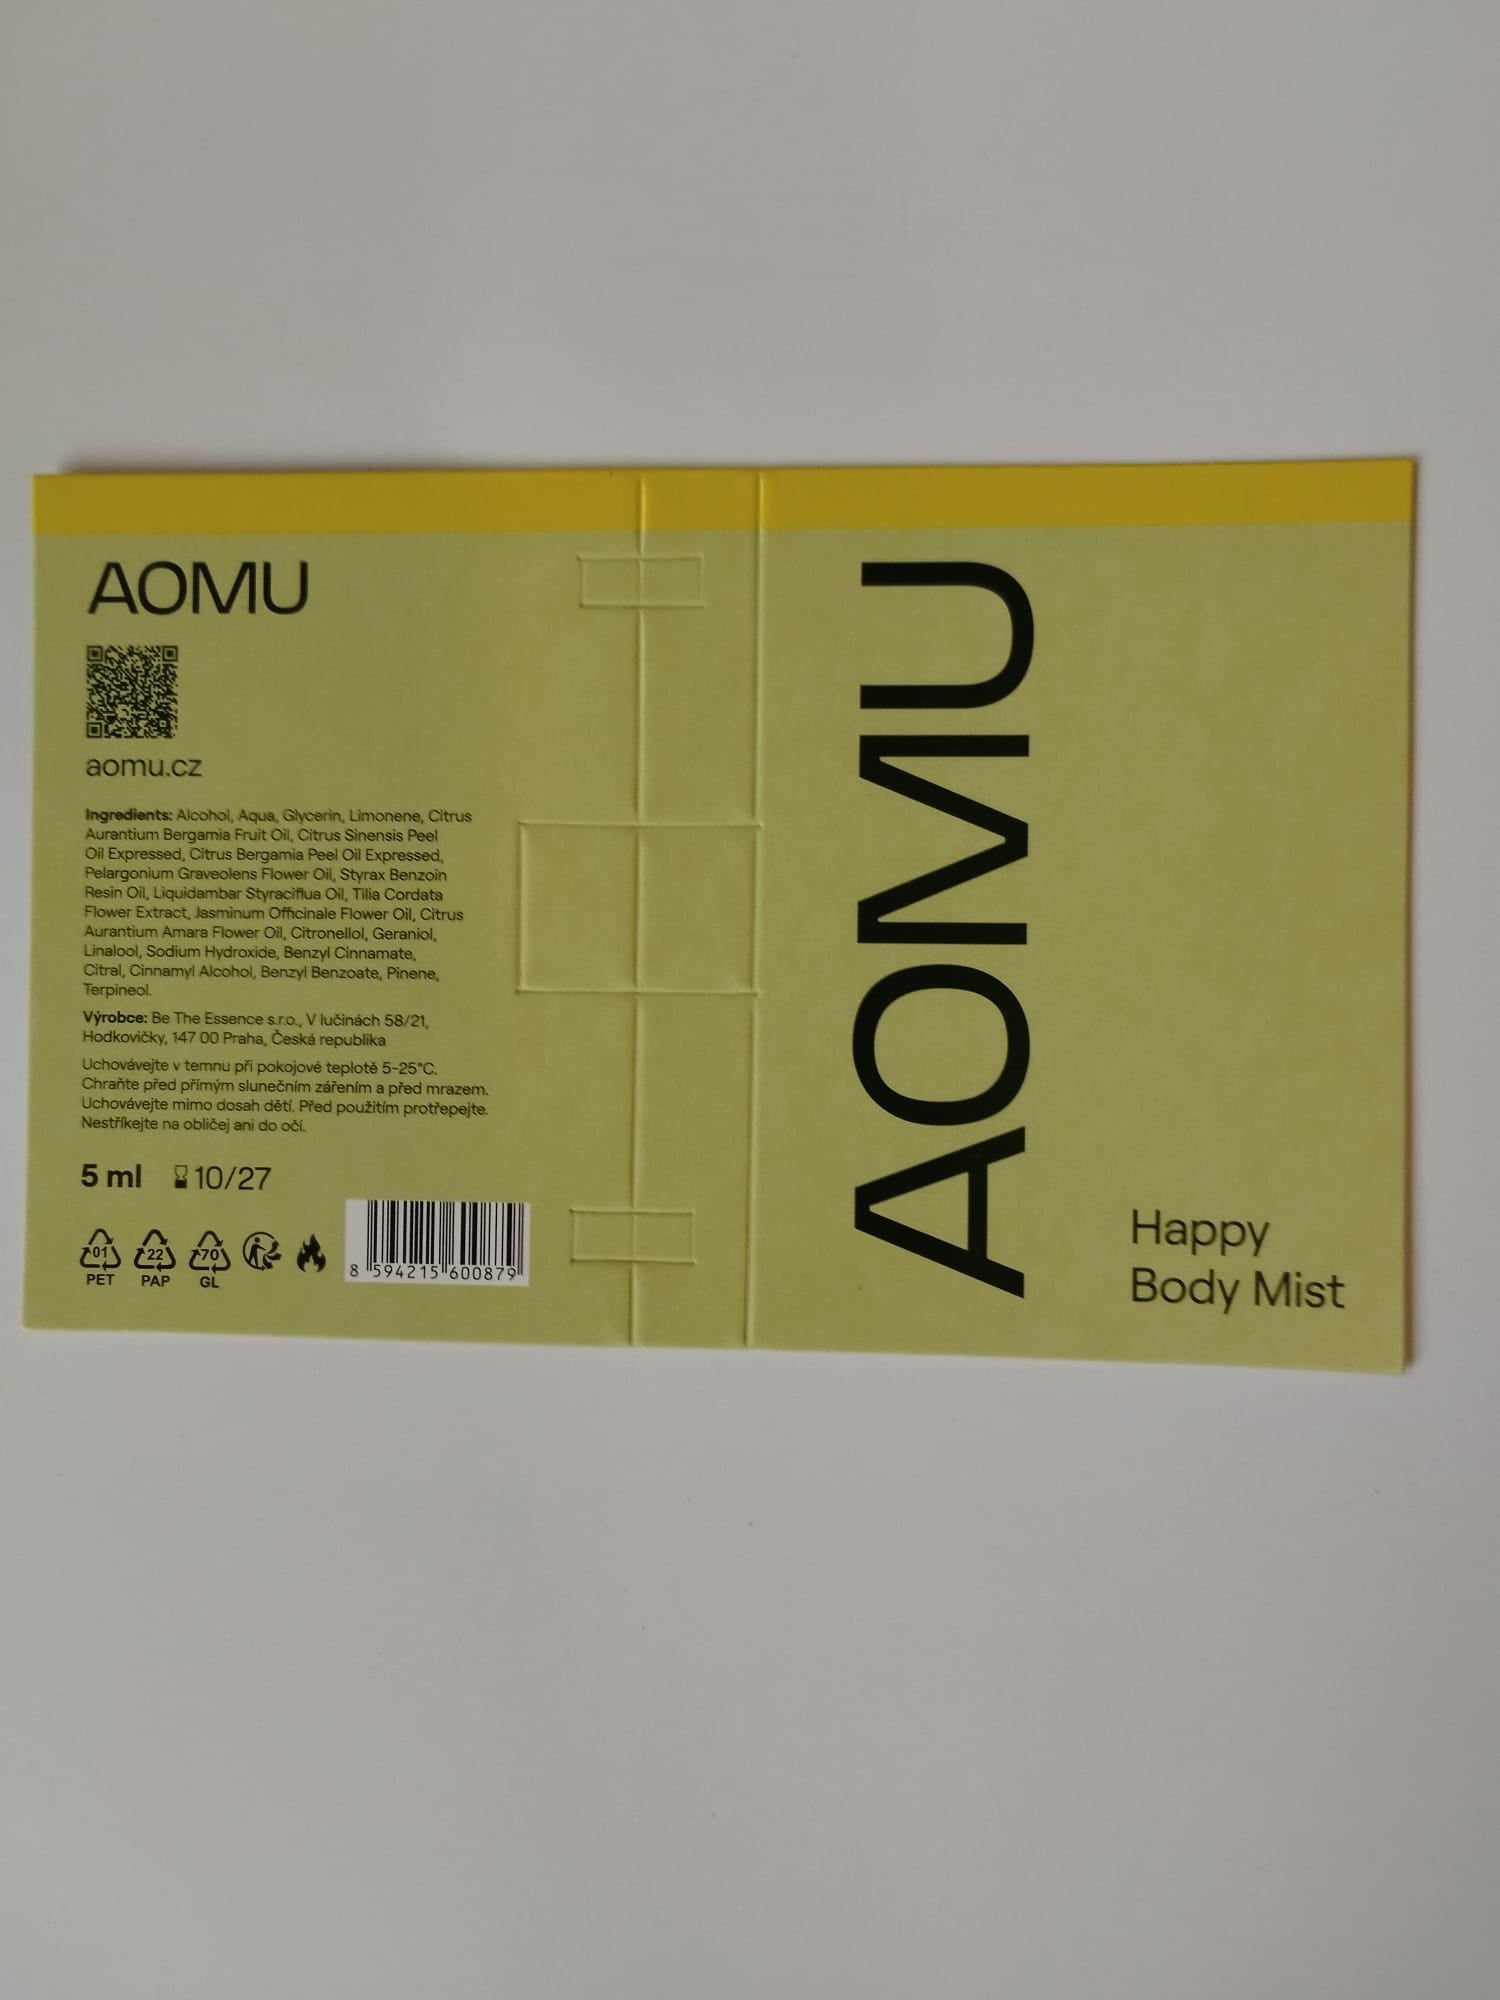 AOMU
aomu.cz
Ingredients: Alcohol, Aqua, Glycerin, Limonene, Citrus
Aurantium Bergamia Fruit Oil, Citrus Sinensis Peel
Oil Expressed, Citrus Bergamia Peel Oil Expressed,
Pelargonium Graveolens Flower Oil, Styrax Benzoin
Resin Oil, Liquidambar Styraciflua Oil, Tilia Cordata
Flower Extract, Jasminum Officinale Flower Oil, Citrus
Aurantium Amara Flower Oil, Citronellol, Geraniol,
Linalool, Sodium Hydroxide, Benzyl Cinnamate,
Citral, Cinnamyl Alcohol, Benzyl Benzoate, Pinene,
Terpineol.
Výrobce: Be The Essence s.r.o., V lučinách 58/21,
Hodkovičky, 147 00 Praha, Česká republika
Uchovávejte v temnu při pokojové teplotě 5-25°C.
Chraňte před přímým slunečním zářením a před mrazem.
Uchovávejte mimo dosah dětí. Před použitím protřepejte.
Nestříkejte na obličej ani do očí.
5 ml 10/27
01 22 70
PET PAP GL
8 594215 600879
AOMU
Happy
Body Mist